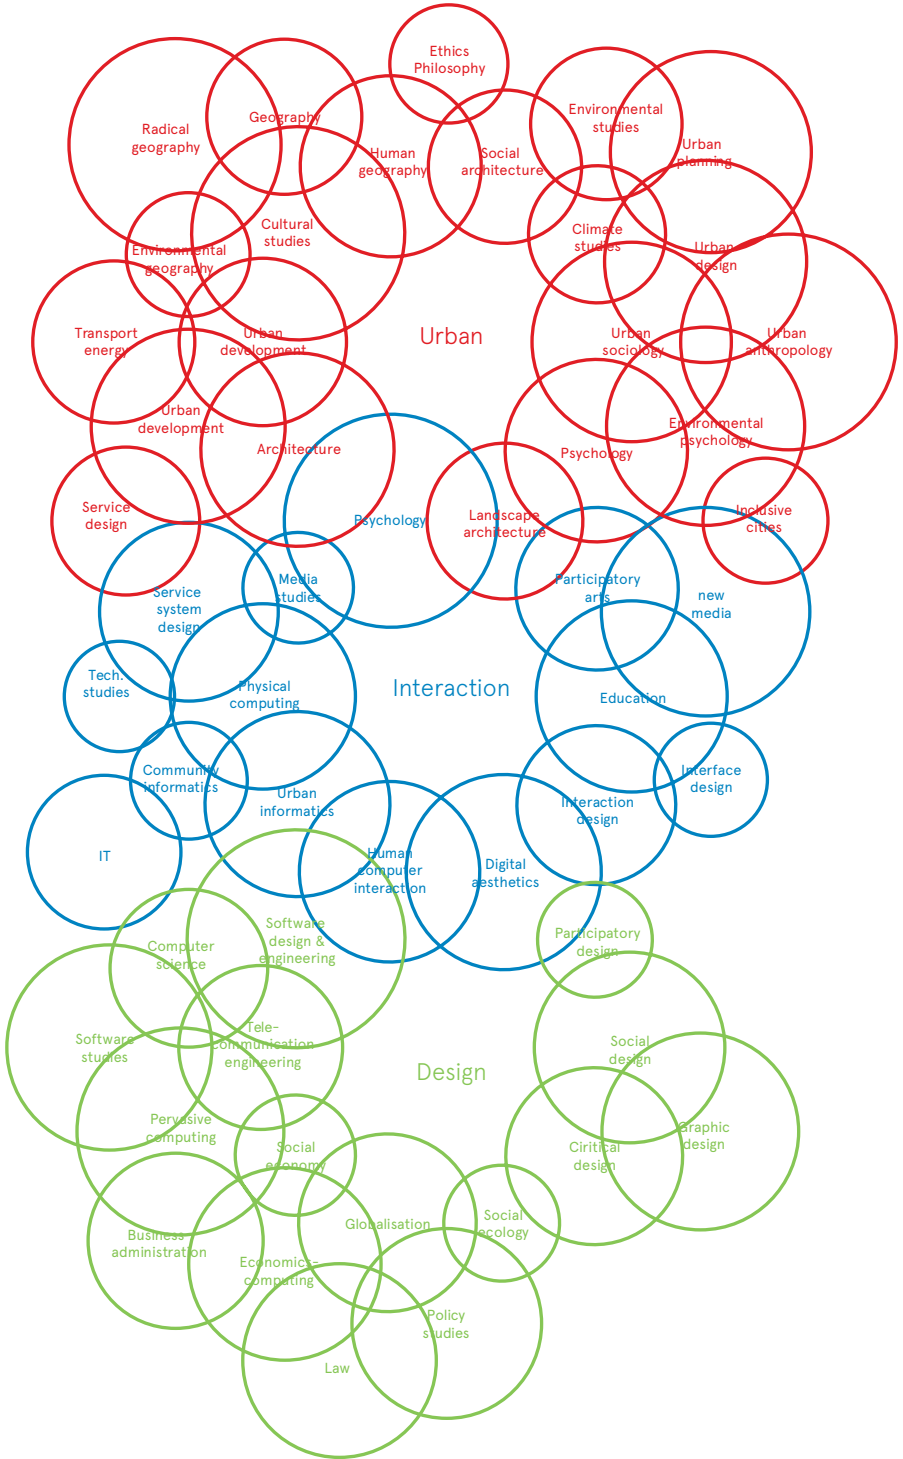 Ethics
Philosophy
Radical
geography
Geography
Human
geography
Social
architecture
Environmental
studies
Urban
planning
Environmental
geography
Cultural
studies
Climate
studies
Urban
design
Transport
energy
Urban
development
Urban
Urban
sociology
Urban
anthropology
Urban
development
Architecture
Psychology
Environmental
psychology
Service
design
Psychology
Landscape
architecture
Inclusive
cities
Service
system
design
Media
studies
Participatory
arts
new
media
Tech.
studies
Physical
computing
Interaction
Education
Community
informatics
Urban
informatics
Interaction
design
Interface
design
IT
Human
computer
interaction
Digital
aesthetics
Computer
science
Software
design &
engineering
Participatory
design
Software
studies
Tele-
communication
engineering
Design
Social
design
Pervasive
computing
Social
economy
Ciritical
design
Graphic
design
Business
administration
Economics-
computing
Globalisation
Social
ecology
Law
Policy
studies